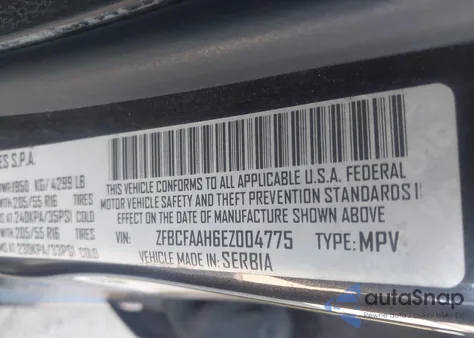 ES S.P.A.
1950 KG/4299 LB
205/55 R16 TIRES
240KPA/35PSI COLD
205/55 R16 TIRES
COLD
THIS VEHICLE CONFORMS TO ALL APPLICABLE U.S.A. FEDERAL
MOTOR VEHICLE SAFETY AND THEFT PREVENTION STANDARDS I
EFFECT ON THE DATE OF MANUFACTURE SHOWN ABOVE.
VIN: ZFBCFAAH6EZ004775 TYPE: MPV
VEHICLE MADE IN: SERBIA
autoSnap